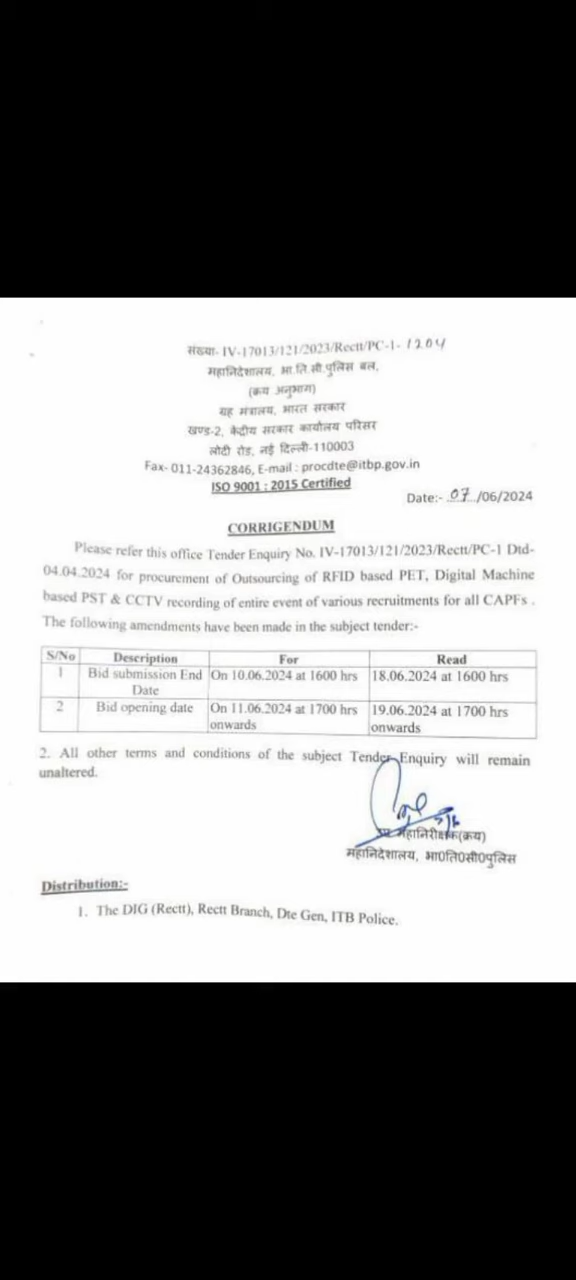 संख्या- IV-17013/121/2023/Rectt/PC-1- 1204
महानिदेशालय, भा.ति.सी.पुलिस बल,
(क्रय अनुभाग)
ग्रह मंत्रालय, भारत सरकार
खण्ड-2, केंद्रीय सरकार कार्यालय परिसर
लोदी रोड, नई दिल्ली-110003
Fax- 011-24362846, E-mail : procdte@itbp.gov.in
ISO 9001 : 2015 Certified
Date:- 07 /06/2024
CORRIGENDUM
Please refer this office Tender Enquiry No. IV-17013/121/2023/Rectt/PC-1 Dtd-
04.04.2024 for procurement of Outsourcing of RFID based PET, Digital Machine
based PST & CCTV recording of entire event of various recruitments for all CAPFs .
The following amendments have been made in the subject tender:-
S/No Description For Read
1 Bid submission End On 10.06.2024 at 1600 hrs 18.06.2024 at 1600 hrs
Date
2 Bid opening date On 11.06.2024 at 1700 hrs 19.06.2024 at 1700 hrs
onwards onwards
2. All other terms and conditions of the subject Tender Enquiry will remain
unaltered.
उप महानिरीक्षक(क्रय)
महानिदेशालय, भा0ति0सी0पुलिस
Distribution:-
1. The DIG (Rectt), Rectt Branch, Dte Gen, ITB Police.